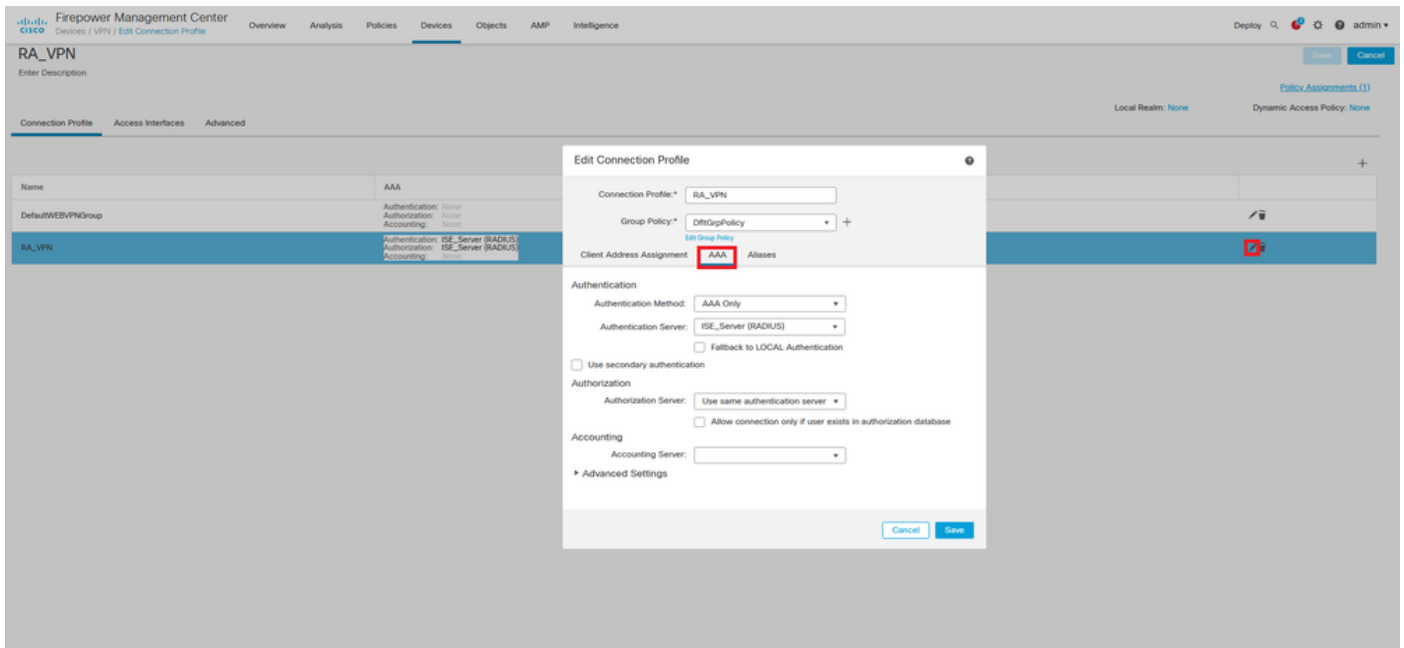 Firepower Management Center
CISCO Devices / VPN / Edit Connection Profile
Overview Analysis Policies Devices Objects AMP Intelligence
Deploy admin
RA_VPN
Save Cancel
Enter Description
Policy Assignments (1)
Local Realm: None Dynamic Access Policy: None
Connection Profile Access Interfaces Advanced
Name AAA
DefaultWEBVPNGroup
Authentication: None
Authorization: None
Accounting: None
RA_VPN
Authentication: ISE_Server (RADIUS)
Authorization: ISE_Server (RADIUS)
Accounting: None
Edit Connection Profile
Connection Profile:* RA_VPN
Group Policy:* DfltGrpPolicy
Edit Group Policy
Client Address Assignment AAA Aliases
Authentication
Authentication Method: AAA Only
Authentication Server: ISE_Server (RADIUS)
Fallback to LOCAL Authentication
Use secondary authentication
Authorization
Authorization Server: Use same authentication server
Allow connection only if user exists in authorization database
Accounting
Accounting Server:
Advanced Settings
Cancel Save